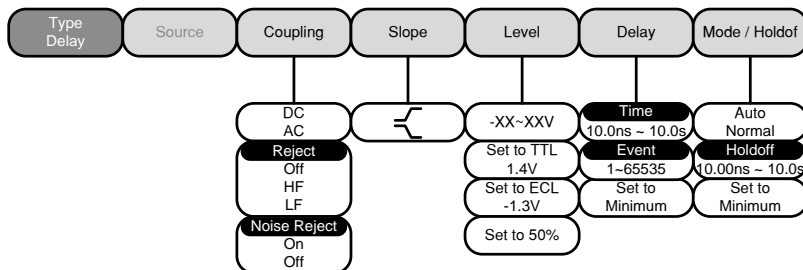 Type
Delay
Source
Coupling
Slope
Level
Delay
Mode / Holdof
DC
AC
Reject
Off
HF
LF
Noise Reject
On
Off
-XX~XXV
Set to TTL
1.4V
Set to ECL
-1.3V
Set to 50%
Time
10.0ns ~ 10.0s
Event
1~65535
Set to
Minimum
Auto
Normal
Holdoff
10.00ns ~ 10.0s
Set to
Minimum